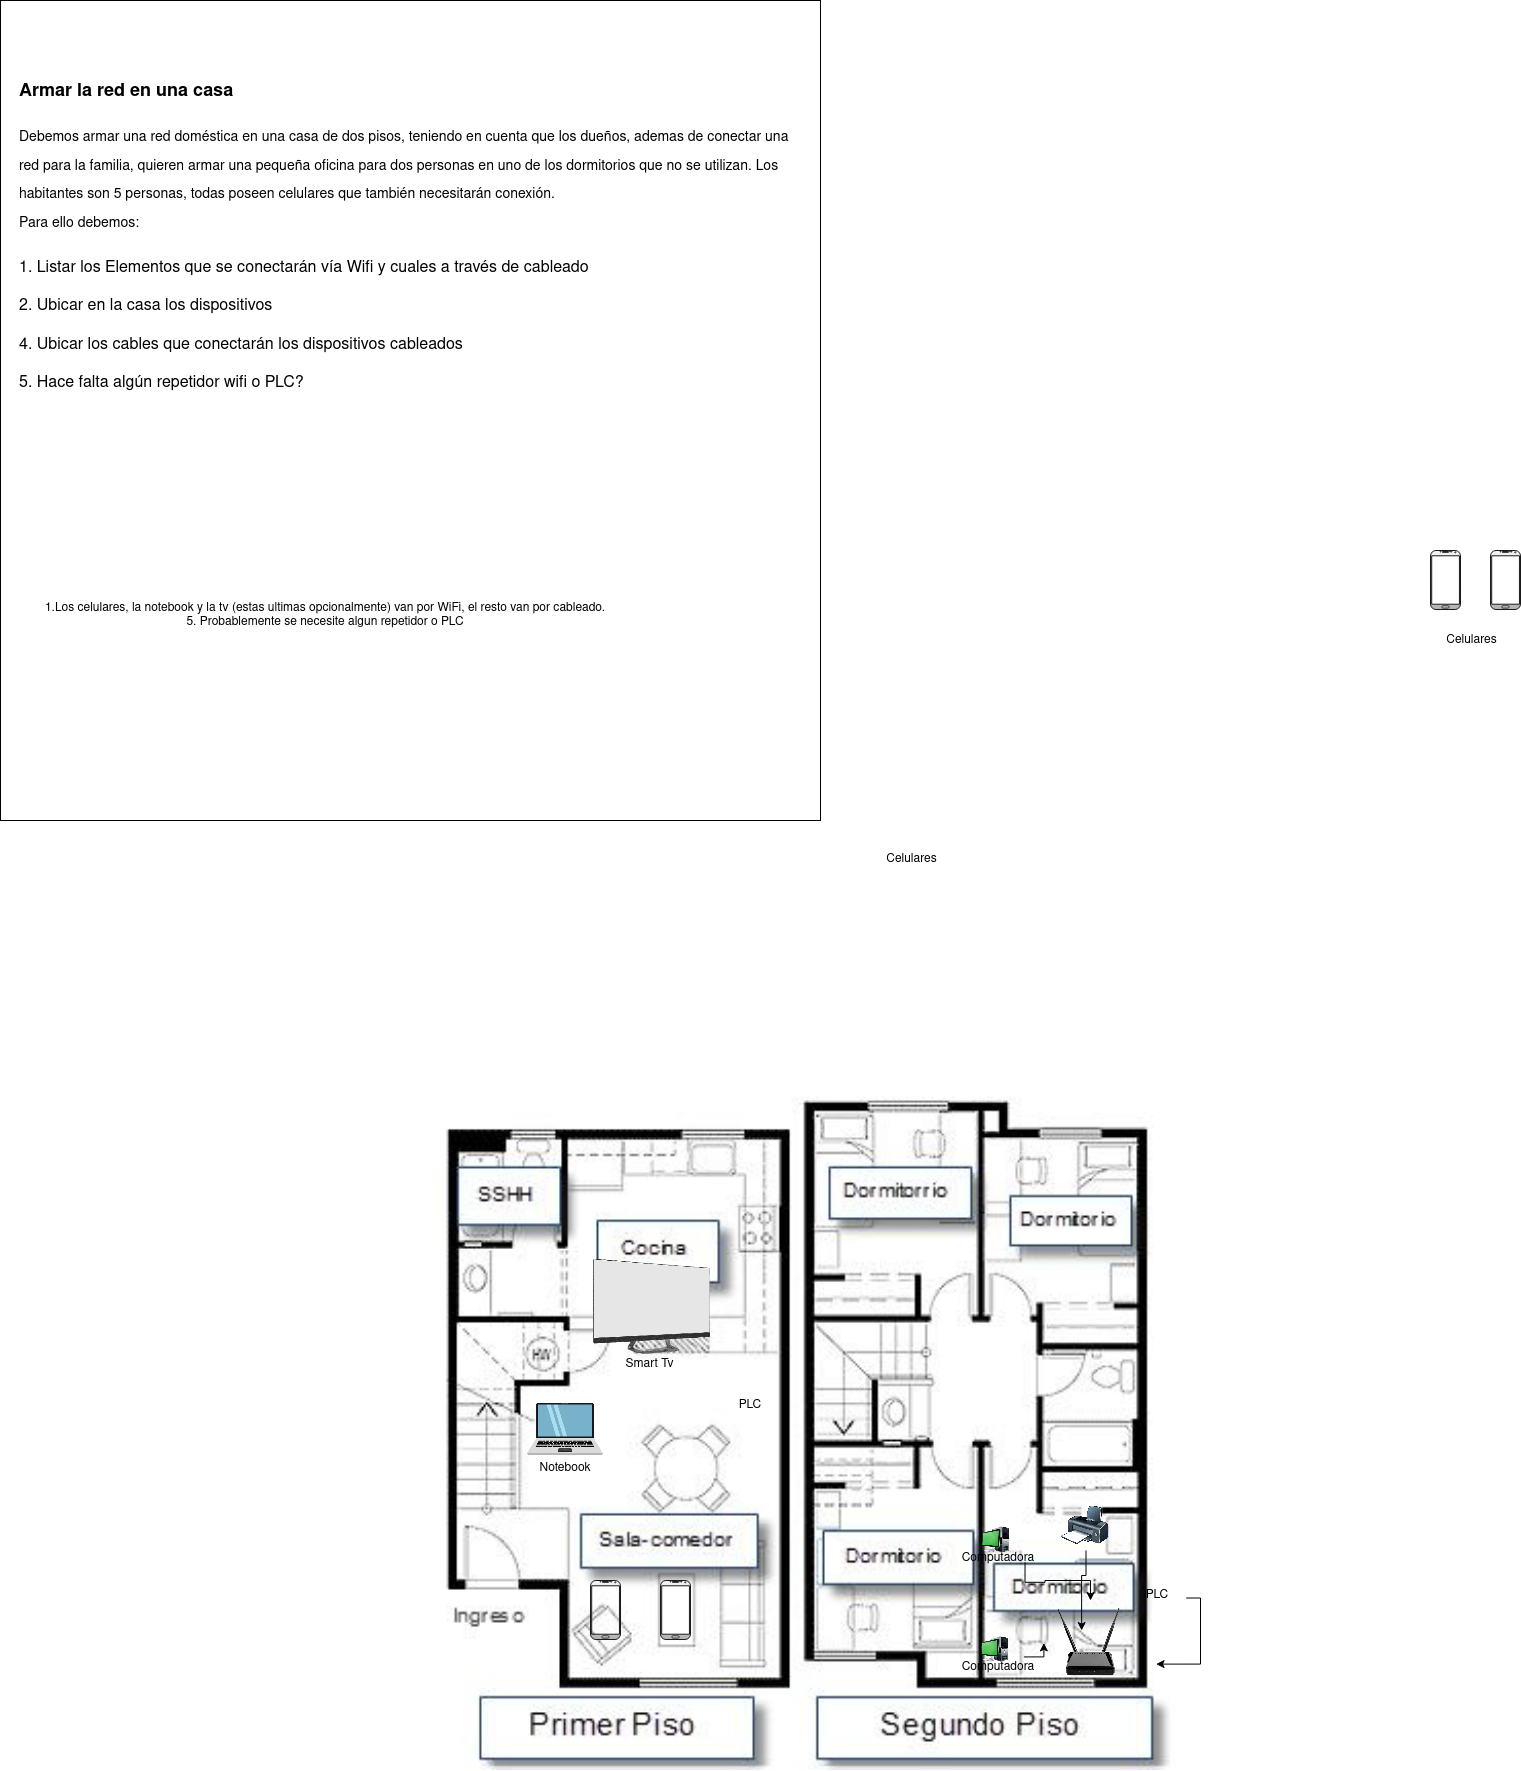 Armar la red en una casa
Debemos armar una red doméstica en una casa de dos pisos, teniendo en cuenta que los dueños, ademas de conectar una
red para la familia, quieren armar una pequeña oficina para dos personas en uno de los dormitorios que no se utilizan. Los
habitantes son 5 personas, todas poseen celulares que también necesitarán conexión.
Para ello debemos:
1. Listar los Elementos que se conectarán vía Wifi y cuales a través de cableado
2. Ubicar en la casa los dispositivos
4. Ubicar los cables que conectarán los dispositivos cableados
5. Hace falta algún repetidor wifi o PLC?
1.Los celulares, la notebook y la tv (estas ultimas opcionalmente) van por WiFi, el resto van por cableado.
5. Probablemente se necesite algun repetidor o PLC
Celulares
Celulares
SSHH
Cocina
Smart Tv
HW
PLC
Notebook
Sala-comedor
Ingreso
Primer Piso
Dormitorrio
Dormitorio
Dormitorio
Computadora
Dormitorio
PLC
Computadora
Segundo Piso